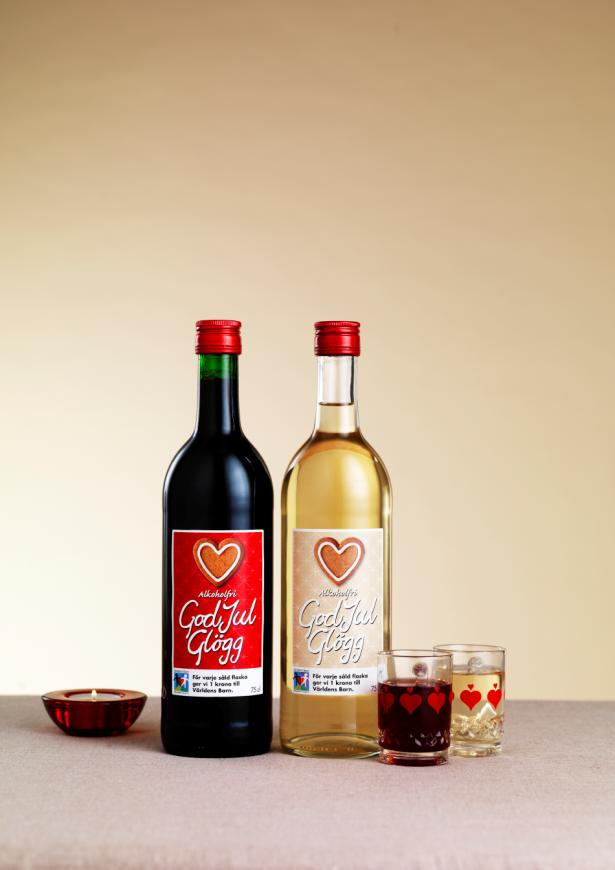 Alkoholfri
God Jul
Glögg
För varje såld flaska
ger vi 1 krona till
Världens Barn.
75 cl
Alkoholfri
God Jul
Glögg
För varje såld flaska
ger vi 1 krona till
Världens Barn.
75